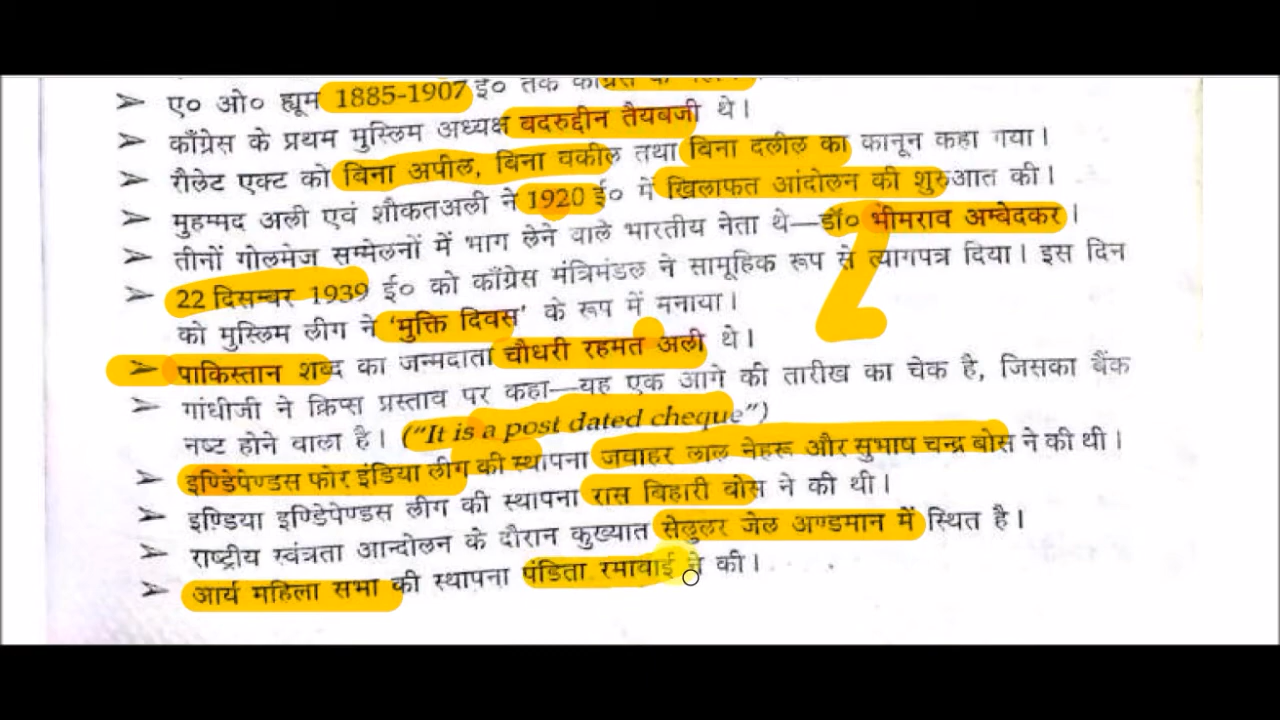 ➢ ए० ओ० ह्यूम 1885-1907 ई० तक काँग्रेस के
➢ काँग्रेस के प्रथम मुस्लिम अध्यक्ष बदरुद्दीन तैयबजी थे।
➢ रौलेट एक्ट को बिना अपील, बिना वकील तथा बिना दलील का कानून कहा गया।
➢ मुहम्मद अली एवं शौकतअली ने 1920 ई० में खिलाफत आंदोलन की शुरुआत की।
➢ तीनों गोलमेज सम्मेलनों में भाग लेने वाले भारतीय नेता थे—डॉ० भीमराव अम्बेदकर।
➢ 22 दिसम्बर 1939 ई० को काँग्रेस मंत्रिमंडल ने सामूहिक रूप से त्यागपत्र दिया। इस दिन
को मुस्लिम लीग ने 'मुक्ति दिवस' के रूप में मनाया।
➢ पाकिस्तान शब्द का जन्मदाता चौधरी रहमत अली थे।
➢ गांधीजी ने क्रिप्स प्रस्ताव पर कहा—यह एक आगे की तारीख का चेक है, जिसका बैंक
नष्ट होने वाला है। ("It is a post dated cheque")
➢ इण्डिपेण्डस फोर इंडिया लीग की स्थापना जवाहर लाल नेहरू और सुभाष चन्द्र बोस ने की थी।
➢ इण्डिया इण्डिपेण्डस लीग की स्थापना रास बिहारी बोस ने की थी।
➢ राष्ट्रीय स्वंत्रता आन्दोलन के दौरान कुख्यात सेलुलर जेल अण्डमान में स्थित है।
➢ आर्य महिला सभा की स्थापना पंडिता रमाबाई ने की।